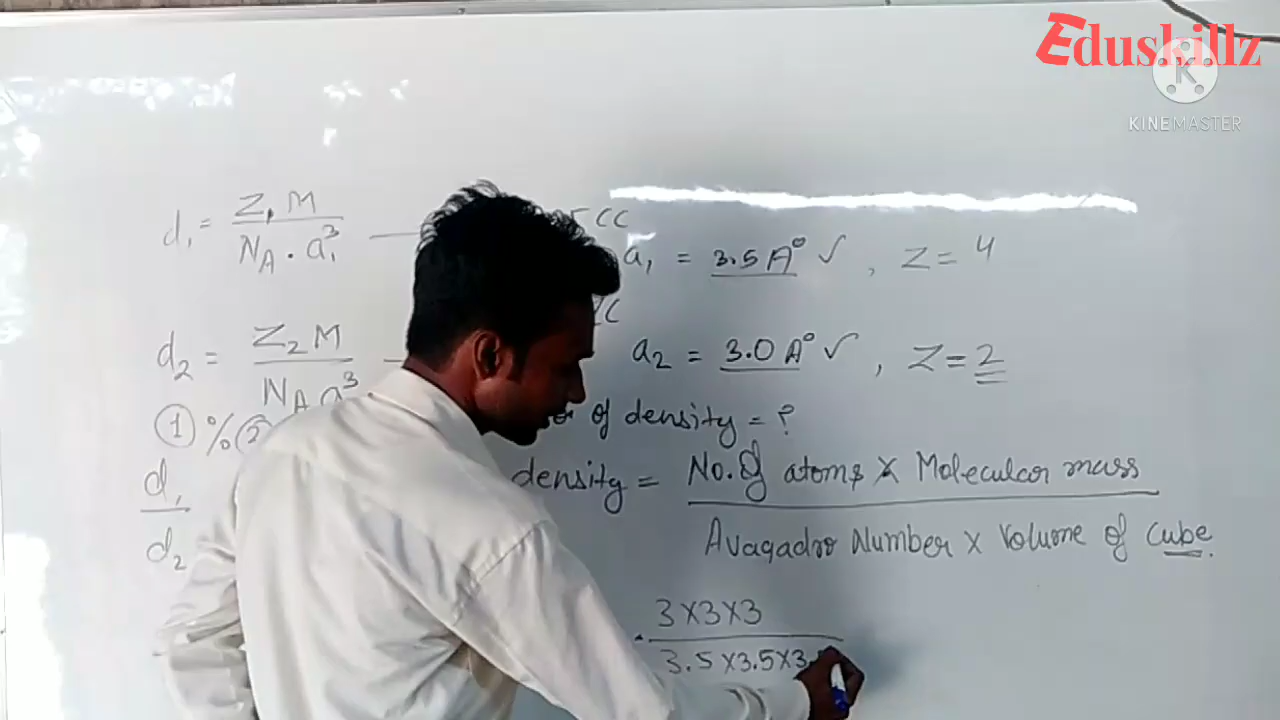 Eduskillz
K
KINEMASTER
d₁ = Z₁M / N_A · a₁³ —
FCC
a₁ = 3.5 A° ✓, Z = 4
d₂ = Z₂M / N_A a³ —
a₂ = 3.0 A° ✓, Z = 2
① % ②
of density = ?
d₁ / d₂
density = No. of atoms × Moleculcor mass / Avagadro Number × Volume of Cube.
· 3×3×3 / 3.5×3.5×3.